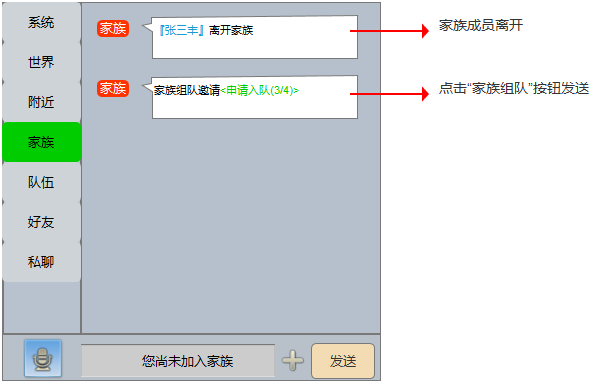 系统
世界
附近
家族
队伍
好友
私聊
家族
『张三丰』离开家族
家族成员离开
家族
家族组队邀请<申请入队(3/4)>
点击“家族组队”按钮发送
您尚未加入家族
发送